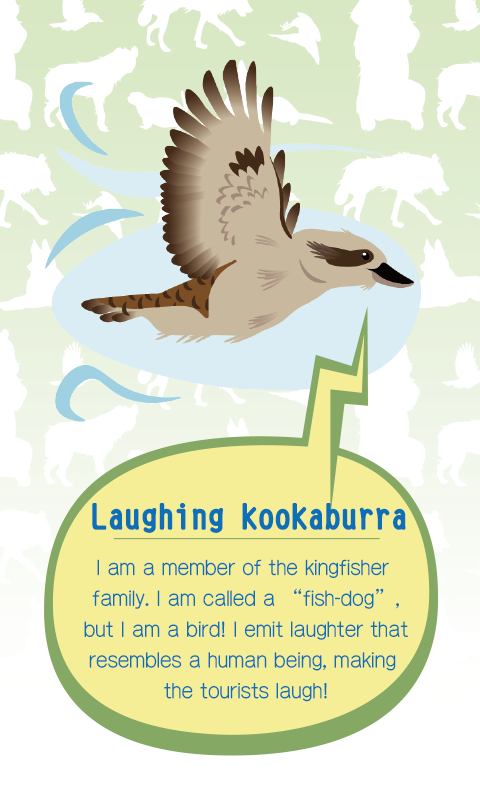 Laughing kookaburra
I am a member of the kingfisher
family. I am called a “fish-dog”,
but I am a bird! I emit laughter that
resembles a human being, making
the tourists laugh!